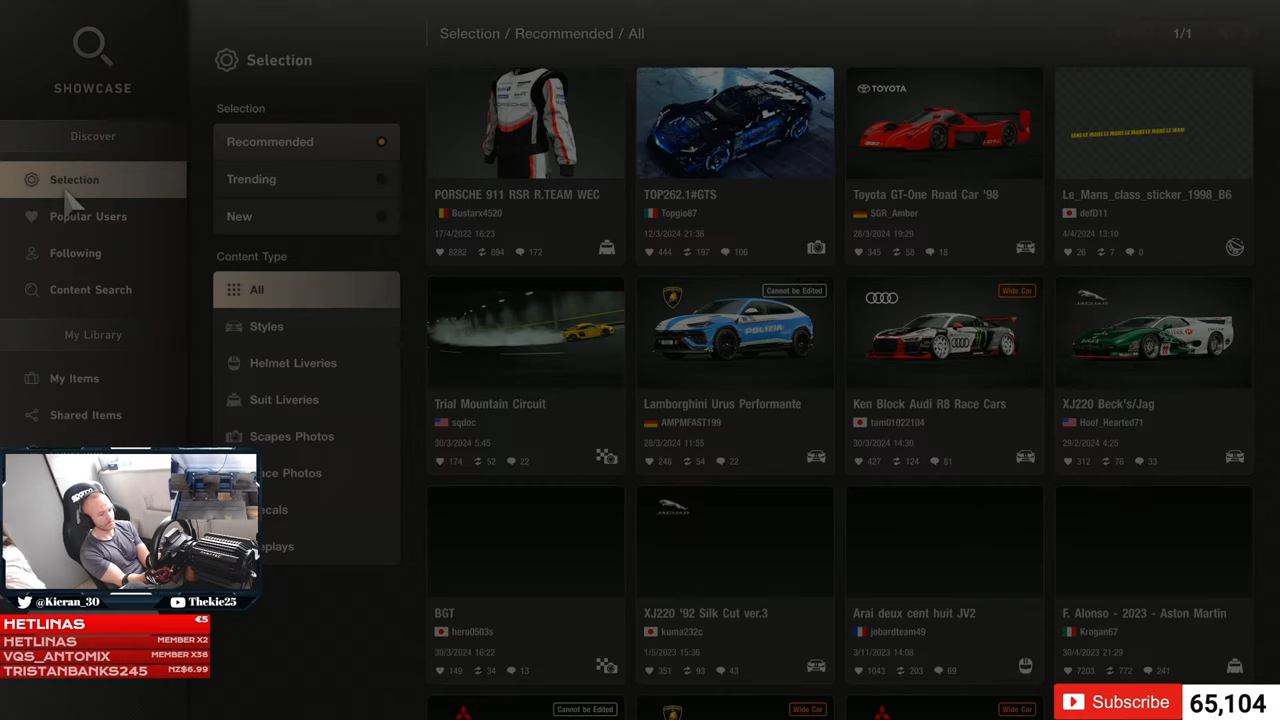 SHOWCASE
Discover
Selection
Popular Users
Following
Content Search
My Library
My Items
Shared Items
Selection
Selection
Recommended
Trending
New
Content Type
All
Styles
Helmet Liveries
Suit Liveries
Scapes Photos
ce Photos
ecals
eplays
Selection / Recommended / All
1/1
PORSCHE 911 RSR R.TEAM WEC
Bustarx4520
17/4/2022 16:23
8282 894 172
TOP262.1#GTS
Topgio87
12/3/2024 21:36
444 197 106
TOYOTA
Toyota GT-One Road Car '98
SGR_Amber
28/3/2024 19:29
345 58 18
Le_Mans_class_sticker_1998_B6
defD11
4/4/2024 13:10
26 7 0
Trial Mountain Circuit
sqdoc
30/3/2024 5:45
174 52 22
Cannot be Edited
POLIZIA
Lamborghini Urus Performante
AMPMFAST199
28/3/2024 11:55
248 54 22
Wide Car
Audi
Ken Block Audi R8 Race Cars
tam01022104
30/3/2024 14:30
427 124 81
JAGUAR
XJ220 Beck's/Jag
Hoof_Hearted71
29/2/2024 4:25
312 76 33
BGT
hero0503s
30/3/2024 16:22
149 34 13
JAGUAR
XJ220 '92 Silk Cut ver.3
kuma232c
1/5/2023 15:36
351 93 43
Arai deux cent huit JV2
jobardteam49
3/11/2023 14:08
1043 203 69
F. Alonso - 2023 - Aston Martin
Krogan67
30/4/2023 21:29
7203 772 241
Cannot be Edited
Wide Car
Wide Car
@Kieran_30
Thekie25
HETLINAS €5
HETLINAS MEMBER X2
VQS_ANTOMIX MEMBER X36
TRISTANBANKS245 NZ$6.99
Subscribe
65,104